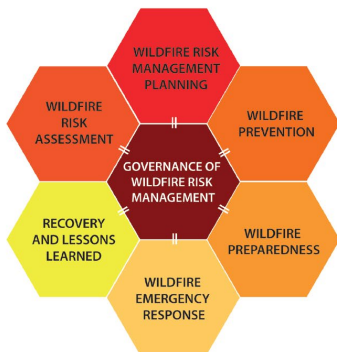 WILDFIRE RISK
MANAGEMENT
PLANNING
WILDFIRE
RISK
ASSESSMENT
WILDFIRE
PREVENTION
GOVERNANCE OF
WILDFIRE RISK
MANAGEMENT
RECOVERY
AND LESSONS
LEARNED
WILDFIRE
PREPAREDNESS
WILDFIRE
EMERGENCY
RESPONSE